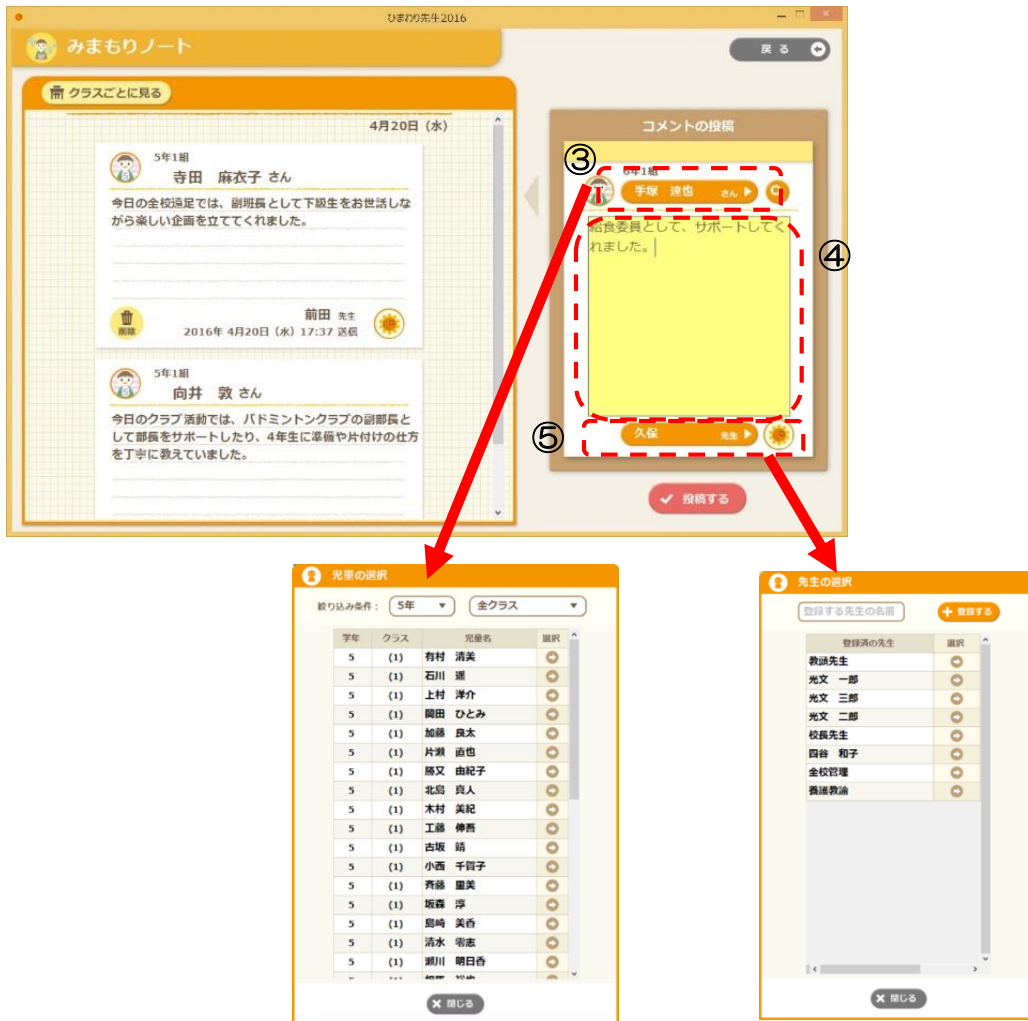 ひまわり先生2016
みまもりノート
戻る
クラスごとに見る
4月20日（水）
5年1組
寺田　麻衣子 さん
今日の全校遠足では、副班長として下級生をお世話しな
がら楽しい企画を立ててくれました。
前田 先生
削除
2016年 4月20日（水）17:37 送信
5年1組
向井　敦 さん
今日のクラブ活動では、バドミントンクラブの副部長と
して部長をサポートしたり、4年生に準備や片付けの仕方
を丁寧に教えていました。
コメントの投稿
③
6年1組
手塚　達也　さん
④
給食委員として、サポートしてく
れました。
⑤
久保　先生
投稿する
児童の選択
絞り込み条件： 5年 全クラス
学年 クラス 児童名 選択
5 (1) 有村　清美
5 (1) 石川　遥
5 (1) 上村　洋介
5 (1) 岡田　ひとみ
5 (1) 加藤　良太
5 (1) 片瀬　直也
5 (1) 勝又　由紀子
5 (1) 北島　真人
5 (1) 木村　美紀
5 (1) 工藤　伸吾
5 (1) 古坂　靖
5 (1) 小西　千賀子
5 (1) 斉藤　里美
5 (1) 坂森　淳
5 (1) 島崎　美香
5 (1) 清水
5 (1) 瀬川　明日香
閉じる
先生の選択
登録する先生の名前 登録する
登録済の先生 選択
教頭先生
光文　一郎
光文　三郎
光文　二郎
校長先生
四谷　和子
全校管理
養護教諭
閉じる